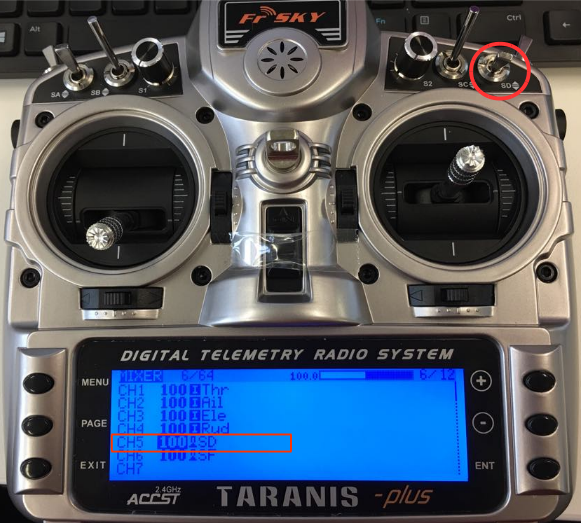 Alt
Fn
Ctrl
FrSKY
SA
SB
S1
S2
SC
SD
DIGITAL TELEMETRY RADIO SYSTEM
MENU
PAGE
EXIT
MIXER 6/64 100.0 6/12
CH1 100 Thr
CH2 100 Ail
CH3 100 Ele
CH4 100 Rud
CH5 100 SD
CH6 100 SF
CH7
+
-
ENT
2.4GHz
ACCST
TARANIS -plus